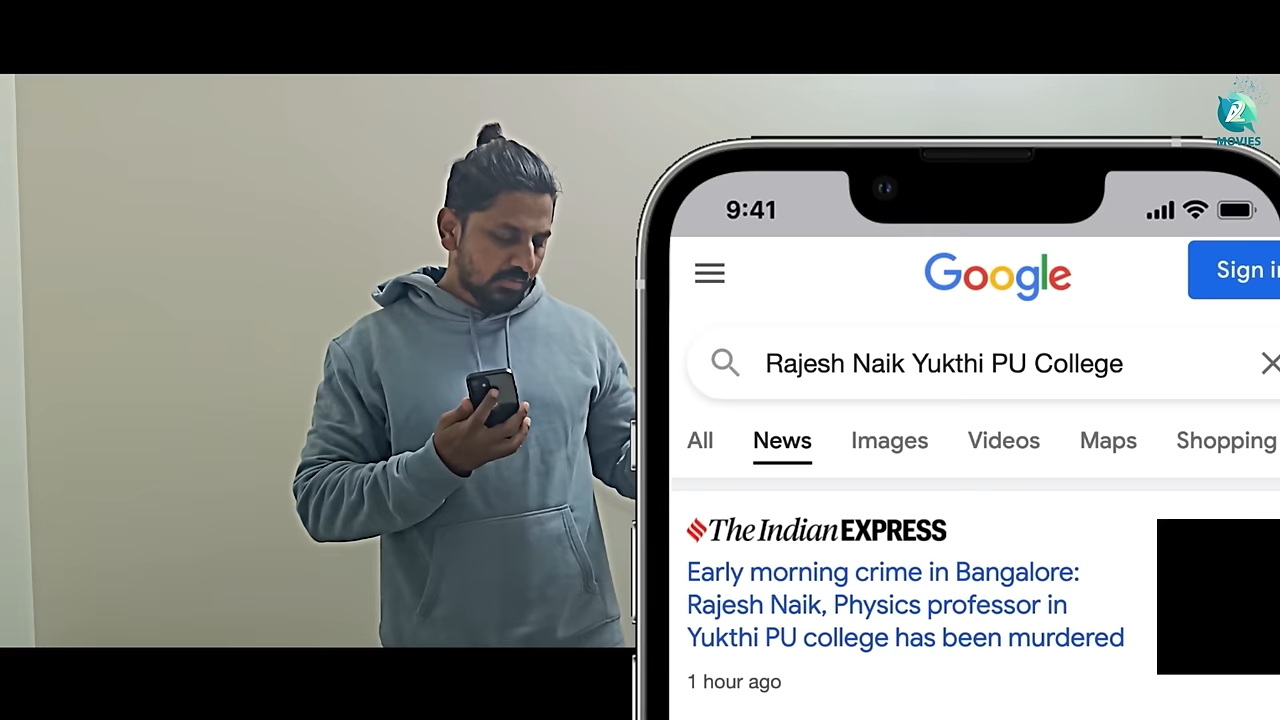 MOVIES
9:41
Google
Sign i
Rajesh Naik Yukthi PU College
All News Images Videos Maps Shopping
The Indian EXPRESS
Early morning crime in Bangalore:
Rajesh Naik, Physics professor in
Yukthi PU college has been murdered
1 hour ago